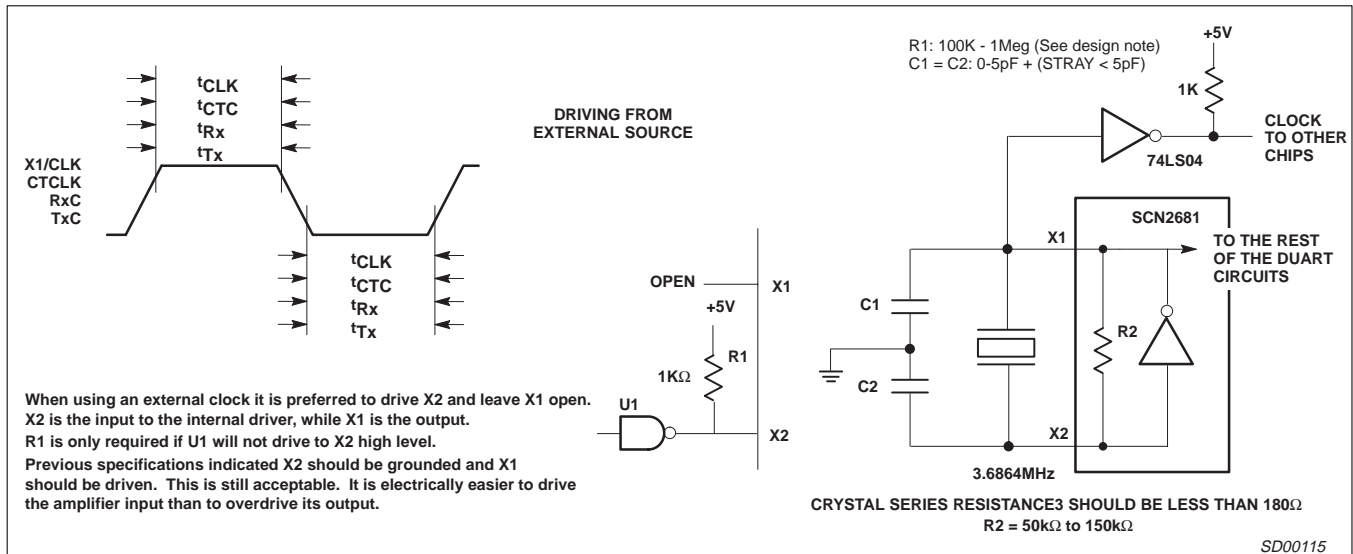 tCLK
tCTC
tRx
tTx
X1/CLK
CTCLK
RxC
TxC
tCLK
tCTC
tRx
tTx
When using an external clock it is preferred to drive X2 and leave X1 open.
X2 is the input to the internal driver, while X1 is the output.
R1 is only required if U1 will not drive to X2 high level.
Previous specifications indicated X2 should be grounded and X1
should be driven. This is still acceptable. It is electrically easier to drive
the amplifier input than to overdrive its output.
DRIVING FROM
EXTERNAL SOURCE
OPEN
X1
+5V
R1
1KΩ
U1
X2
R1: 100K - 1Meg (See design note)
C1 = C2: 0-5pF + (STRAY < 5pF)
+5V
1K
CLOCK
TO OTHER
CHIPS
74LS04
SCN2681
X1
TO THE REST
OF THE DUART
CIRCUITS
C1
R2
C2
X2
3.6864MHz
CRYSTAL SERIES RESISTANCE3 SHOULD BE LESS THAN 180Ω
R2 = 50kΩ to 150kΩ
SD00115